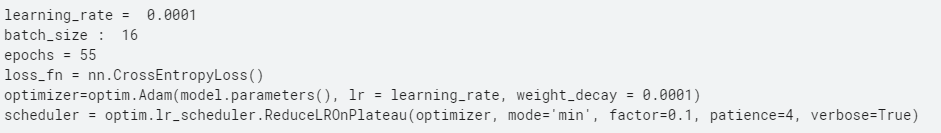 learning_rate =  0.0001
batch_size :  16
epochs = 55
loss_fn = nn.CrossEntropyLoss()
optimizer=optim.Adam(model.parameters(), lr = learning_rate, weight_decay = 0.0001)
scheduler = optim.lr_scheduler.ReduceLROnPlateau(optimizer, mode='min', factor=0.1, patience=4, verbose=True)